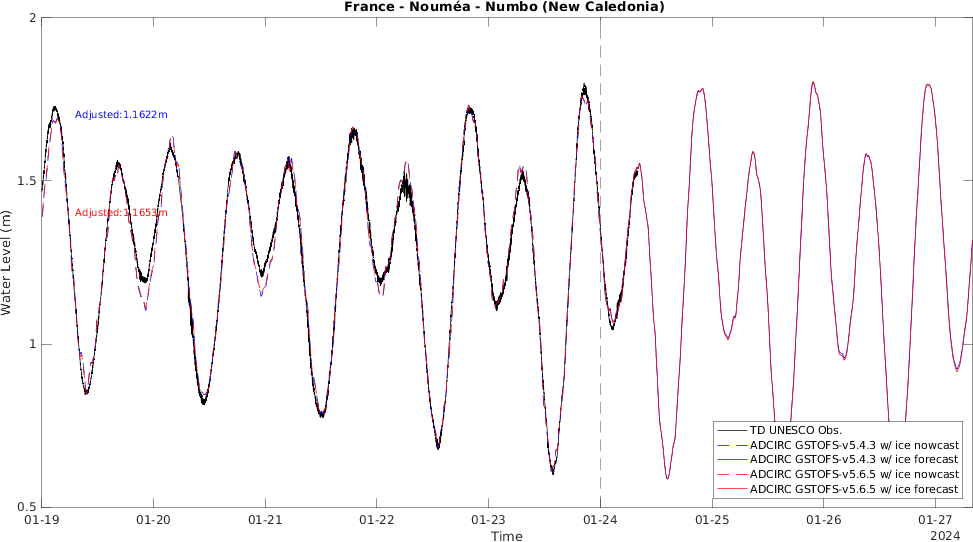 France - Nouméa - Numbo (New Caledonia)
2
1.5
1
0.5
Water Level (m)
Adjusted:1.1622m
Adjusted:1.1653m
01-19
01-20
01-21
01-22
01-23
01-24
01-25
01-26
01-27
Time
2024
TD UNESCO Obs.
ADCIRC GSTOFS-v5.4.3 w/ ice nowcast
ADCIRC GSTOFS-v5.4.3 w/ ice forecast
ADCIRC GSTOFS-v5.6.5 w/ ice nowcast
ADCIRC GSTOFS-v5.6.5 w/ ice forecast